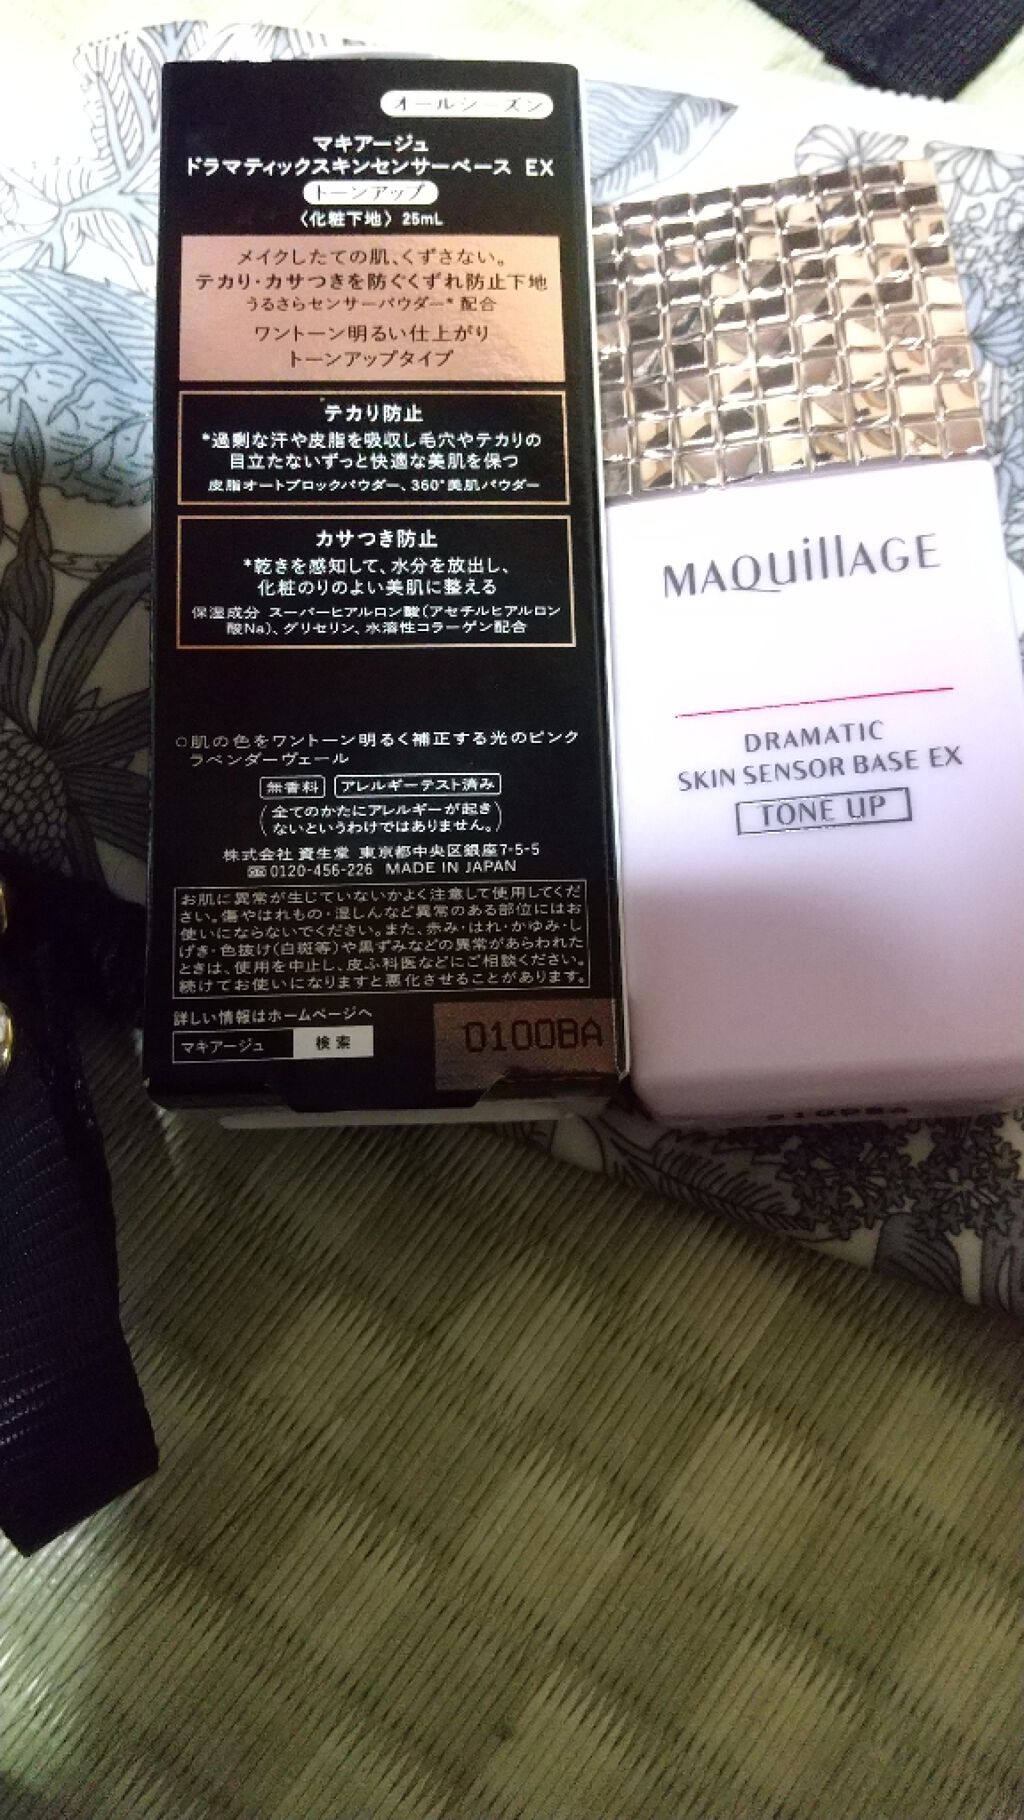 オールシーズン
マキアージュ
ドラマティックスキンセンサーベース EX
トーンアップ
〈化粧下地〉25mL
メイクしたての肌、くずさない。
テカリ・カサつきを防ぐくずれ防止下地
うるさらセンサーパウダー*配合
ワントーン明るい仕上がり
トーンアップタイプ
テカリ防止
*過剰な汗や皮脂を吸収し毛穴やテカリの
目立たないずっと快適な美肌を保つ
皮脂オートブロックパウダー、360°美肌パウダー
カサつき防止
*乾きを感知して、水分を放出し、
化粧のりのよい美肌に整える
保湿成分 スーパーヒアルロン酸(アセチルヒアルロン
酸Na)、グリセリン、水溶性コラーゲン配合
○肌の色をワントーン明るく補正する光のピンク
ラベンダーヴェール
無香料 アレルギーテスト済み
(全てのかたにアレルギーが起き
ないというわけではありません。)
株式会社 資生堂 東京都中央区銀座7-5-5
0120-456-226 MADE IN JAPAN
お肌に異常が生じていないかよく注意して使用してくだ
さい。傷やはれもの・湿しんなど異常のある部位にはお
使いにならないでください。また、赤み・はれ・かゆみ・し
げき・色抜け(白斑等)や黒ずみなどの異常があらわれた
ときは、使用を中止し、皮ふ科医などにご相談ください。
続けてお使いになりますと悪化させることがあります。
詳しい情報はホームページへ
マキアージュ 検索
0100BA
MAQuillAGE
DRAMATIC
SKIN SENSOR BASE EX
TONE UP